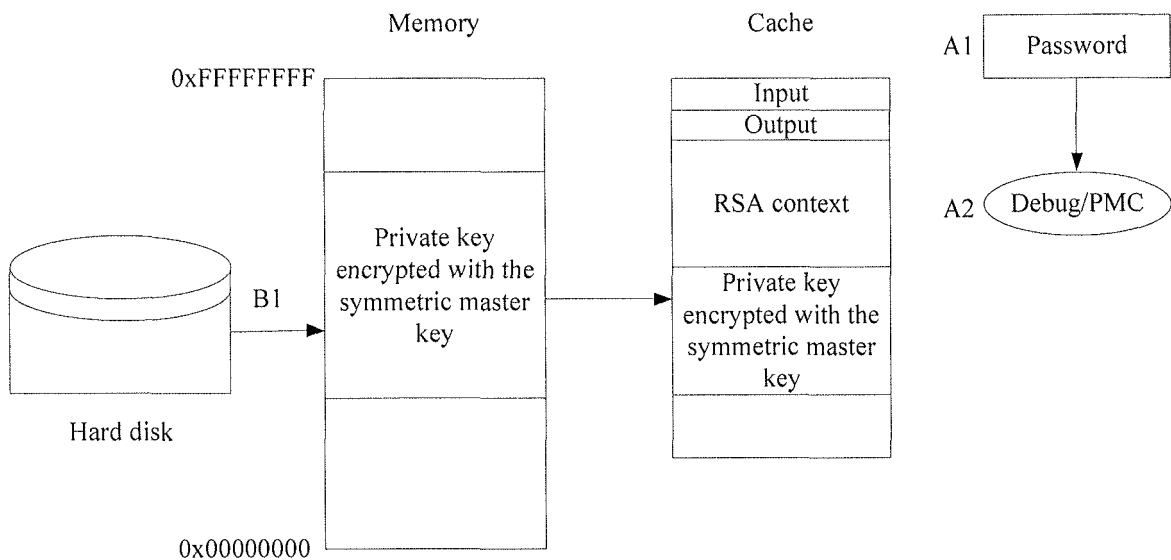 Memory
Cache
A1
Password
0xFFFFFFFF
Input
Output
RSA context
A2
Debug/PMC
Private key
encrypted with the
symmetric master
key
B1
Private key
encrypted with the
symmetric master
key
Hard disk
0x00000000